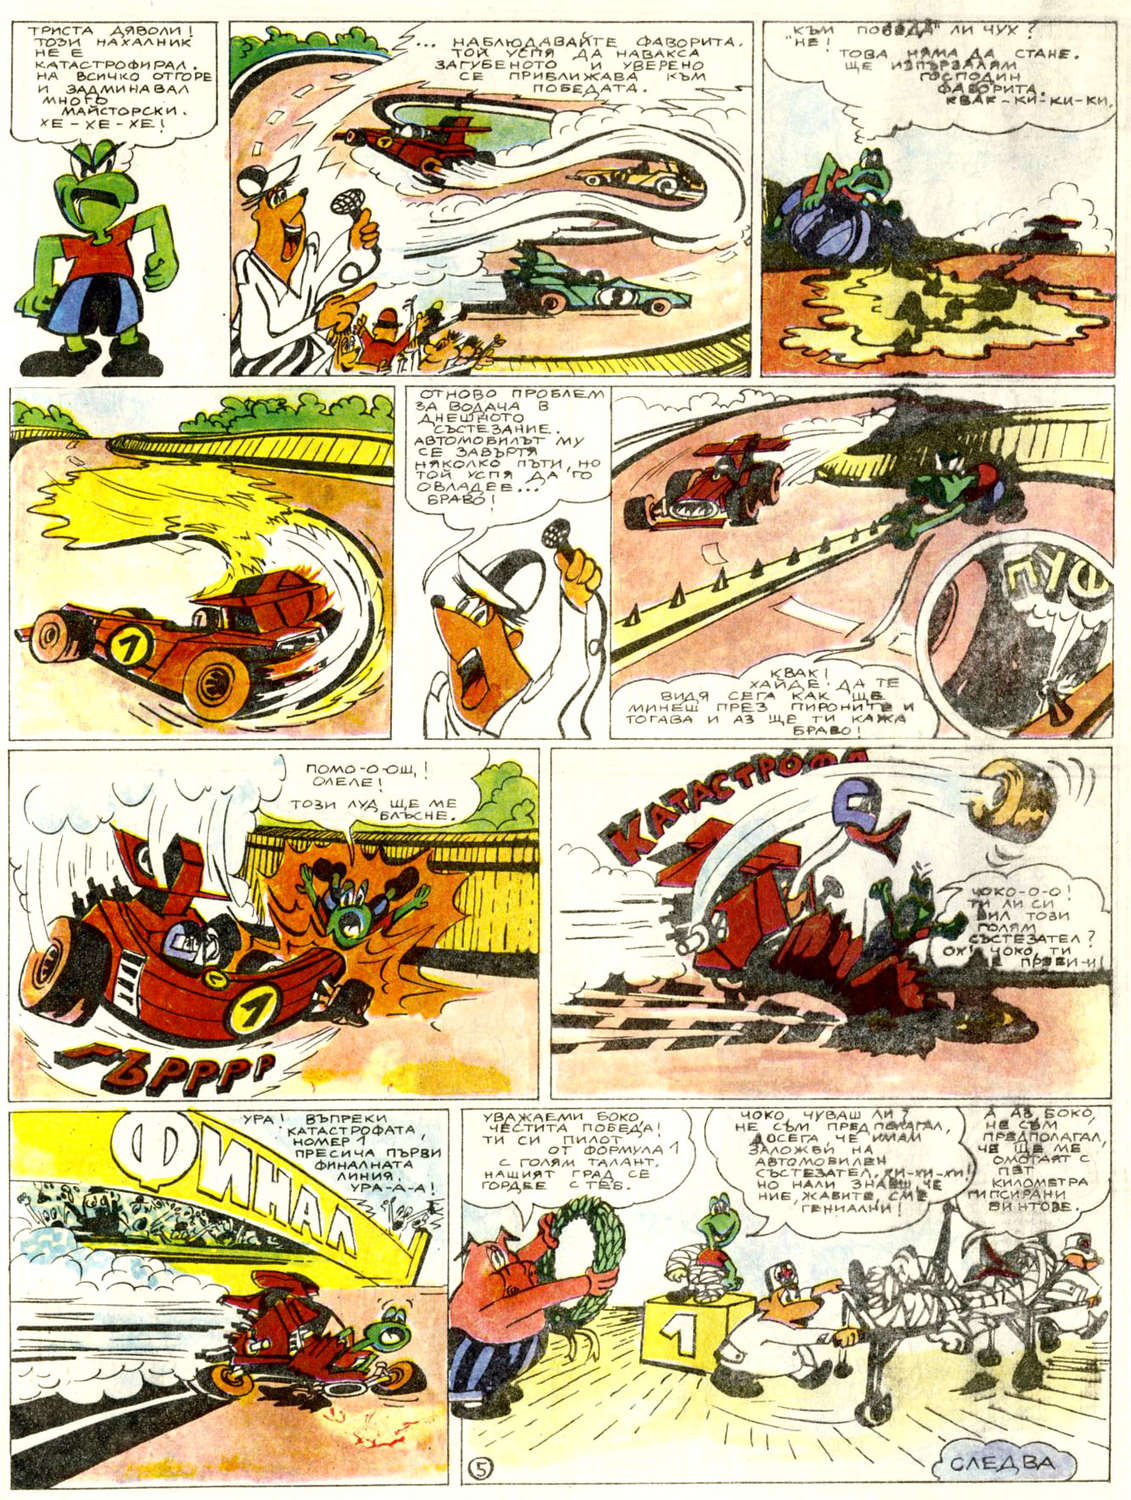 ТРИСТА ДЯВОЛИ!
ТОЗИ НАХАЛНИК
НЕ Е
КАТАСТРОФИРАЛ.
НА ВСИЧКО ОТГОРЕ
И ЗАДМИНАВАЛ
МНОГО
МАЙСТОРСКИ.
ХЕ-ХЕ-ХЕ!
... НАБЛЮДАВАЙТЕ ФАВОРИТА.
ТОЙ УСПЯ ДА НАВАКСА
ЗАГУБЕНОТО И УВЕРЕНО
СЕ ПРИБЛИЖАВА КЪМ
ПОБЕДАТА.
КЪМ ПОБЕДА" ЛИ ЧУХ?
"НЕ!
ТОВА НЯМА ДА СТАНЕ.
ЩЕ ИЗПЪРЗАЛЯМ
ГОСПОДИН
ФАВОРИТА.
КВАК-КИ-КИ-КИ.
1
1
ОТНОВО ПРОБЛЕМ
ЗА ВОДАЧА В
ДНЕШНОТО
СЪСТЕЗАНИЕ.
АВТОМОБИЛЪТ МУ
СЕ ЗАВЪРТЯ
НЯКОЛКО ПЪТИ, НО
ТОЙ УСПЯ ДА ГО
ОВЛАДЕЕ...
БРАВО!
ПУФ
КВАК!
ХАЙДЕ ДА ТЕ
ВИДЯ СЕГА КАК ЩЕ
МИНЕШ ПРЕЗ ПИРОНИТЕ И
ТОГАВА И АЗ ЩЕ ТИ КАЖА
БРАВО!
ПОМО-О-ОЩ!
ОЛЕЛЕ!
ТОЗИ ЛУД ЩЕ МЕ
БЛЪСНЕ.
1
1
ГЪРРРР
КАТАСТРОФА
ЧОКО-О-О!
ТИ ЛИ СИ
БИЛ ТОЗИ
ГОЛЯМ
СЪСТЕЗАТЕЛ?
ОХ, ЧОКО, ТИ
ПРЕБИ-И!
ФИНАЛ
УРА! ВЪПРЕКИ
КАТАСТРОФАТА,
НОМЕР 1
ПРЕСИЧА ПЪРВИ
ФИНАЛНАТА
ЛИНИЯ.
УРА-А-А!
УВАЖАЕМИ БОКО,
ЧЕСТИТА ПОБЕДА!
ТИ СИ ПИЛОТ
ОТ ФОРМУЛА 1
С ГОЛЯМ ТАЛАНТ.
НАШИЯТ ГРАД СЕ
ГОРДЕЕ С ТЕБ.
ЧОКО, ЧУВАШ ЛИ?
НЕ СЪМ ПРЕДПОЛАГАЛ
ДОСЕГА, ЧЕ ИМАМ
ЗАЛОЖБИ НА
АВТОМОБИЛЕН
СЪСТЕЗАТЕЛ, ХИ-ХИ-ХИ!
НО НАЛИ ЗНАЕШ, ЧЕ
НИЕ, ЖАБИТЕ, СМЕ
ГЕНИАЛНИ!
А АЗ, БОКО,
НЕ СЪМ
ПРЕДПОЛАГАЛ,
ЧЕ ЩЕ МЕ
ОМОТАЯТ С
ПЕТ
КИЛОМЕТРА
ГИПСИРАНИ
БИНТОВЕ.
1
5
СЛЕДВА